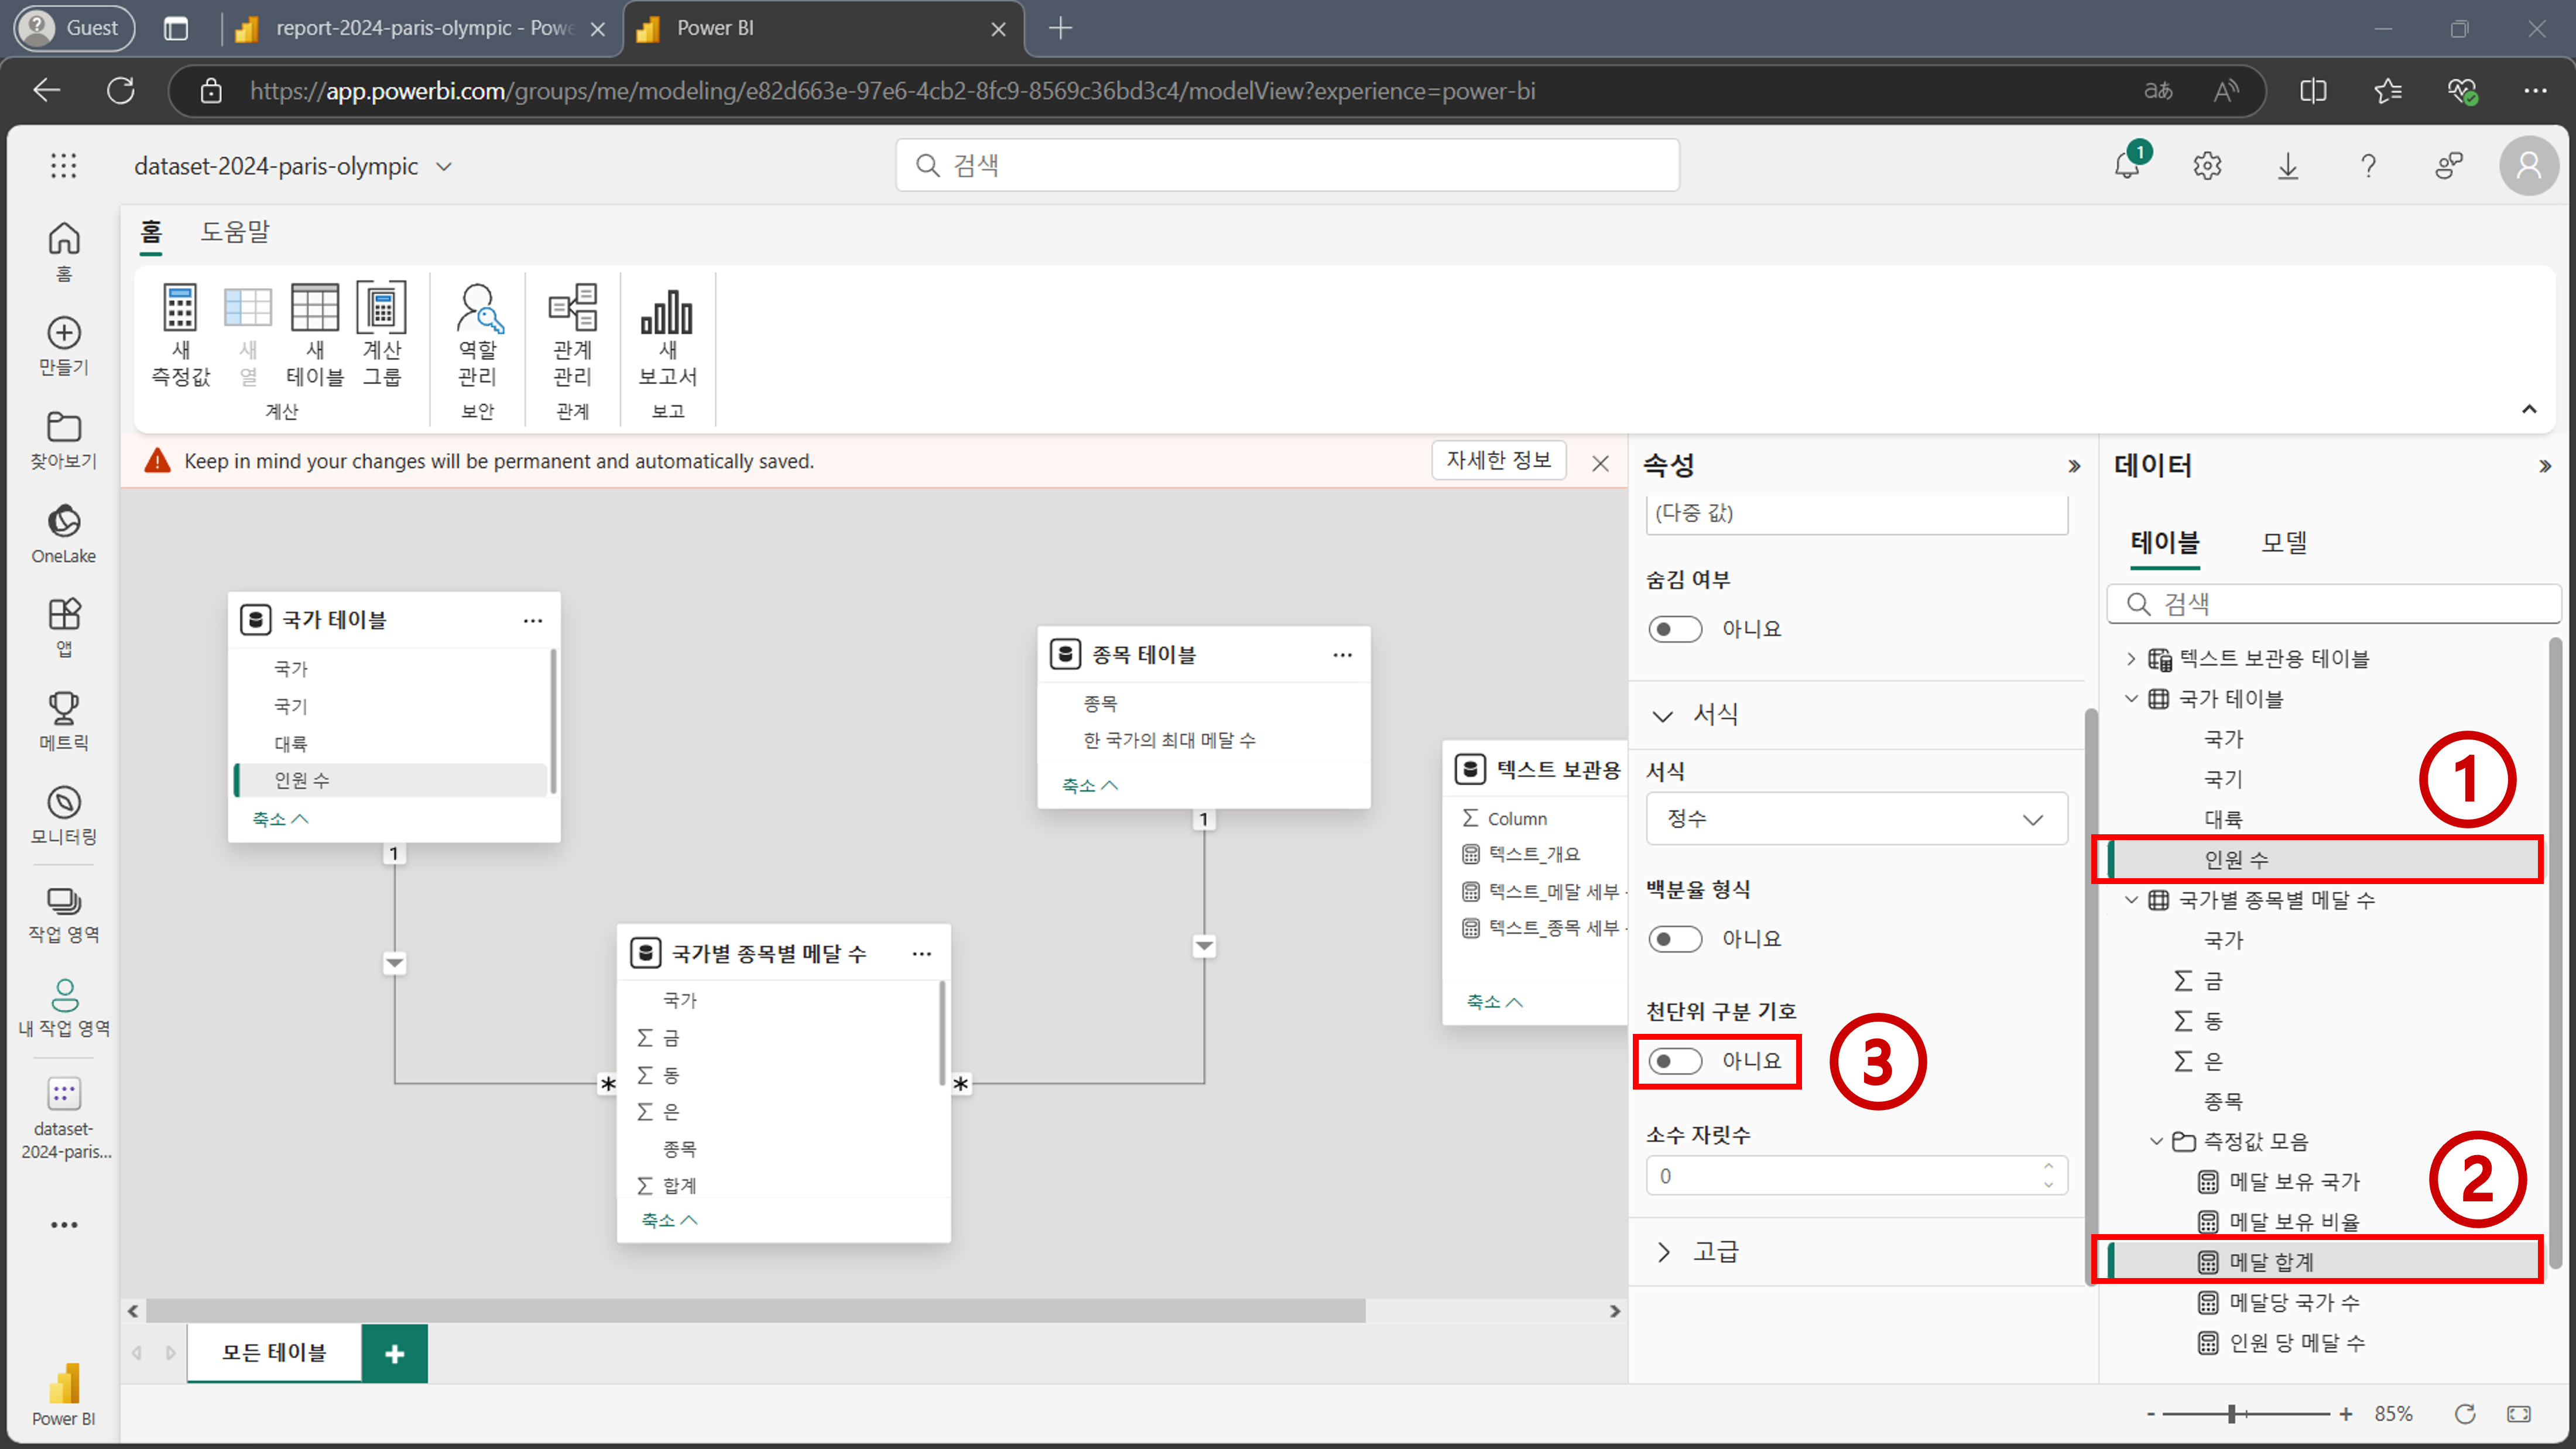 Guest
report-2024-paris-olympic - Powe
Power BI
https://app.powerbi.com/groups/me/modeling/e82d663e-97e6-4cb2-8fc9-8569c36bd3c4/modelView?experience=power-bi
dataset-2024-paris-olympic
검색
1
홈
도움말
새 측정값
새 열
새 테이블
계산 그룹
계산
역할 관리
보안
관계 관리
관계
새 보고서
보고
홈
만들기
찾아보기
OneLake
앱
메트릭
모니터링
작업 영역
내 작업 영역
dataset-
2024-paris...
Power BI
Keep in mind your changes will be permanent and automatically saved.
자세한 정보
국가 테이블
국가
국기
대륙
인원 수
축소
1
종목 테이블
종목
한 국가의 최대 메달 수
축소
1
국가별 종목별 메달 수
국가
금
동
은
종목
합계
축소
*
*
텍스트 보관용
Column
텍스트_개요
텍스트_메달 세부
텍스트_종목 세부
축소
모든 테이블
속성
(다중 값)
숨김 여부
아니요
서식
서식
정수
백분율 형식
아니요
천단위 구분 기호
아니요
③
소수 자릿수
0
고급
데이터
테이블
모델
검색
텍스트 보관용 테이블
국가 테이블
국가
국기
대륙
①
인원 수
국가별 종목별 메달 수
국가
금
동
은
종목
측정값 모음
메달 보유 국가
②
메달 보유 비율
메달 합계
메달당 국가 수
인원 당 메달 수
- + 85%